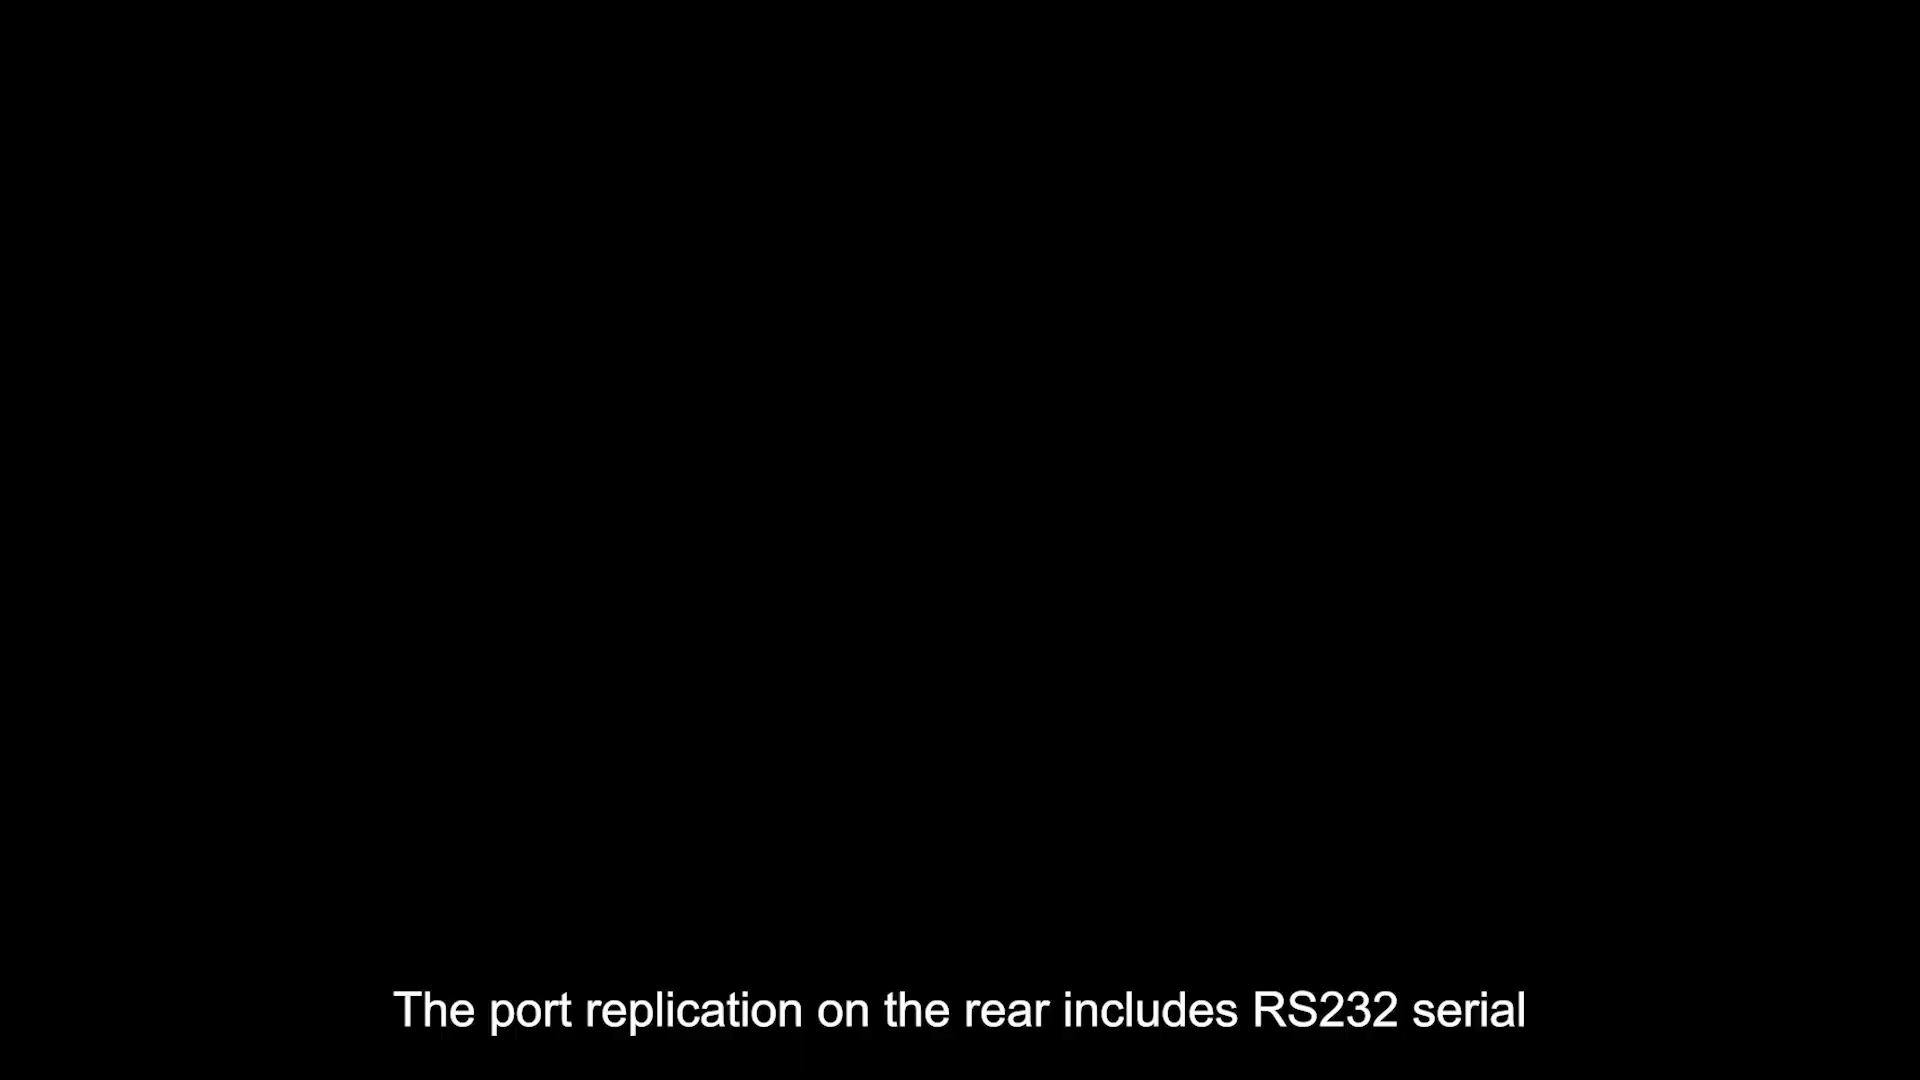 The port replication on the rear includes RS232 serial